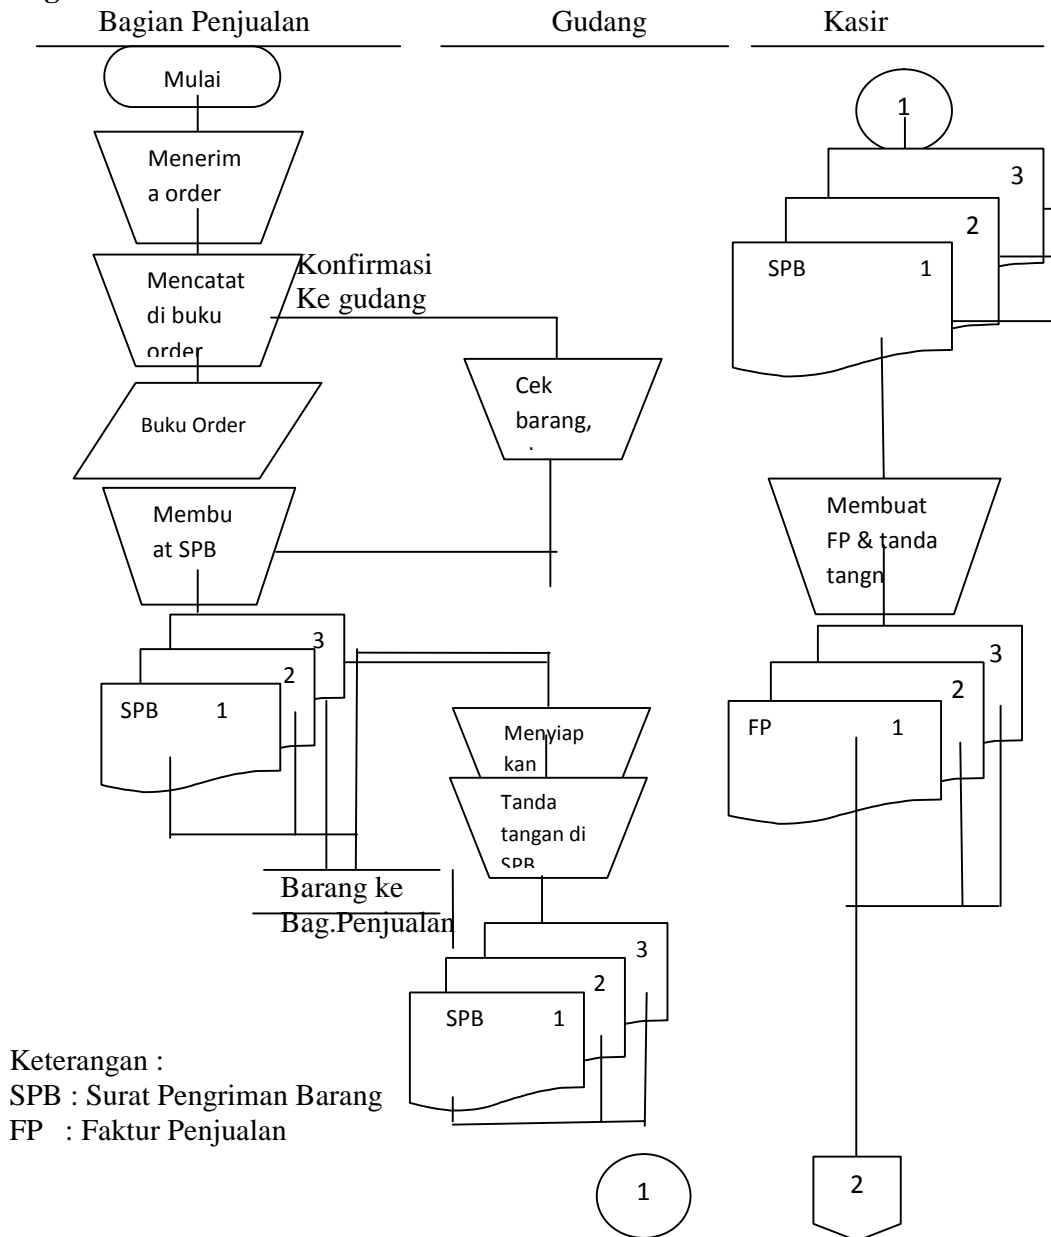 Bagian Penjualan
Gudang
Kasir
Mulai
Menerim
a order
Mencatat
di buku
order
Konfirmasi
Ke gudang
Buku Order
Membu
at SPB
3
2
SPB 1
Barang ke
Bag.Penjualan
Cek
barang,
Menyiap
kan
Tanda
tangan di
SPB
3
2
SPB 1
1
1
3
2
SPB 1
Membuat
FP & tanda
tangn
3
2
FP 1
2
Keterangan :
SPB : Surat Pengriman Barang
FP : Faktur Penjualan